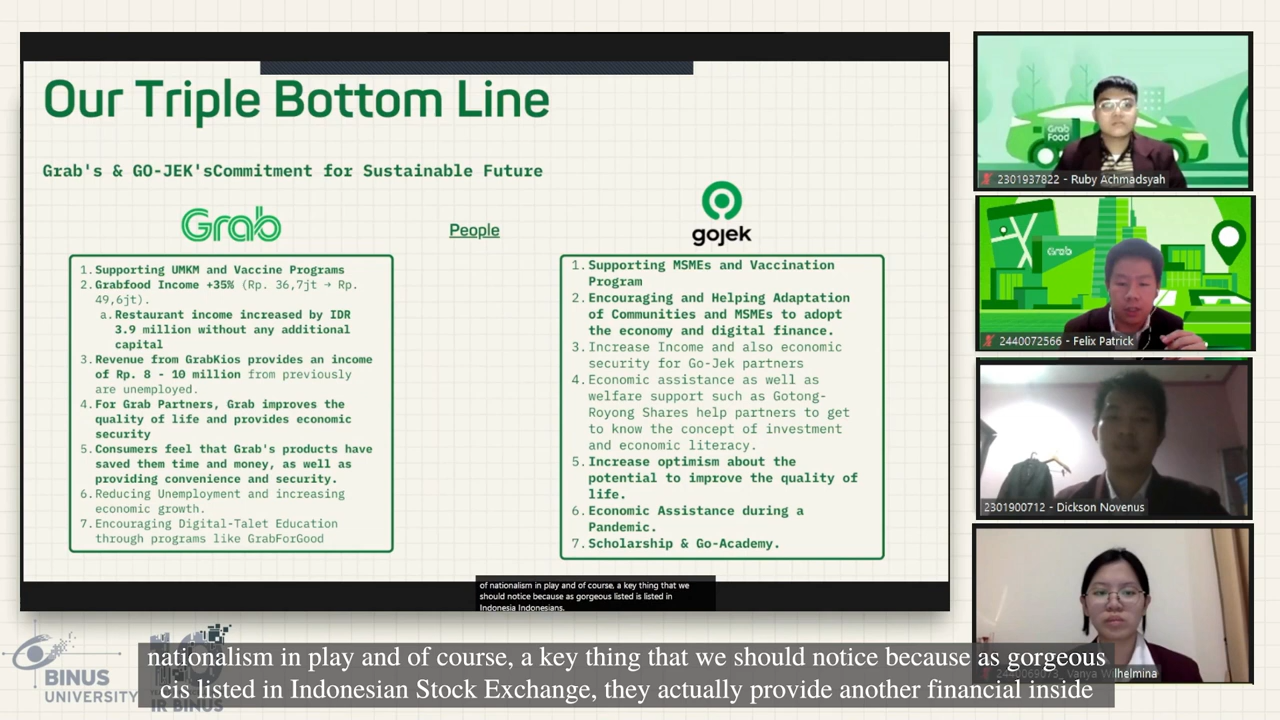 Our Triple Bottom Line
Grab's & GO-JEK'sCommitment for Sustainable Future
Grab
People
gojek
1. Supporting UMKM and Vaccine Programs
2. Grabfood Income +35% (Rp. 36,7jt → Rp.
49,6jt).
a. Restaurant income increased by IDR
3.9 million without any additional
capital
3. Revenue from GrabKios provides an income
of Rp. 8 - 10 million from previously
are unemployed.
4. For Grab Partners, Grab improves the
quality of life and provides economic
security
5. Consumers feel that Grab's products have
saved them time and money, as well as
providing convenience and security.
6. Reducing Unemployment and increasing
economic growth.
7. Encouraging Digital-Talet Education
through programs like GrabForGood
1. Supporting MSMEs and Vaccination
Program
2. Encouraging and Helping Adaptation
of Communities and MSMEs to adopt
the economy and digital finance.
3. Increase Income and also economic
security for Go-Jek partners
4. Economic assistance as well as
welfare support such as Gotong-
Royong Shares help partners to get
to know the concept of investment
and economic literacy.
5. Increase optimism about the
potential to improve the quality of
life.
6. Economic Assistance during a
Pandemic.
7. Scholarship & Go-Academy.
of nationalism in play and of course, a key thing that we
should notice because as gorgeous listed is listed in
Indonesia Indonesians.
Grab
Food
2301937822 - Ruby Achmadsyah
Grab
2440072566 - Felix Patrick
2301900712 - Dickson Novenus
Vanya Wilhelmina
BINUS
UNIVERSITY
IR BINUS
nationalism in play and of course, a key thing that we should notice because as gorgeous
cis listed in Indonesian Stock Exchange, they actually provide another financial inside